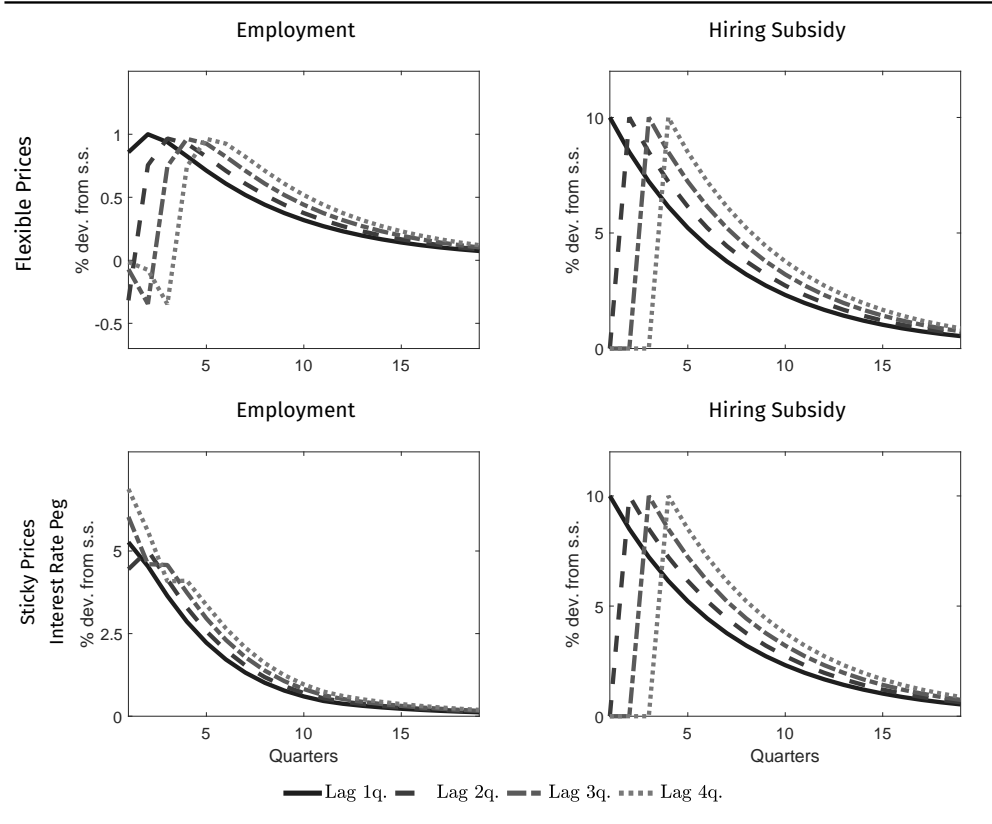 Employment
Hiring Subsidy
Flexible Prices
% dev. from s.s.
1
0.5
0
-0.5
5
10
15
% dev. from s.s.
10
5
0
5
10
15
Employment
Hiring Subsidy
Sticky Prices
Interest Rate Peg
% dev. from s.s.
5
2.5
0
5
10
15
Quarters
% dev. from s.s.
10
5
0
5
10
15
Quarters
Lag 1q. Lag 2q. Lag 3q. Lag 4q.